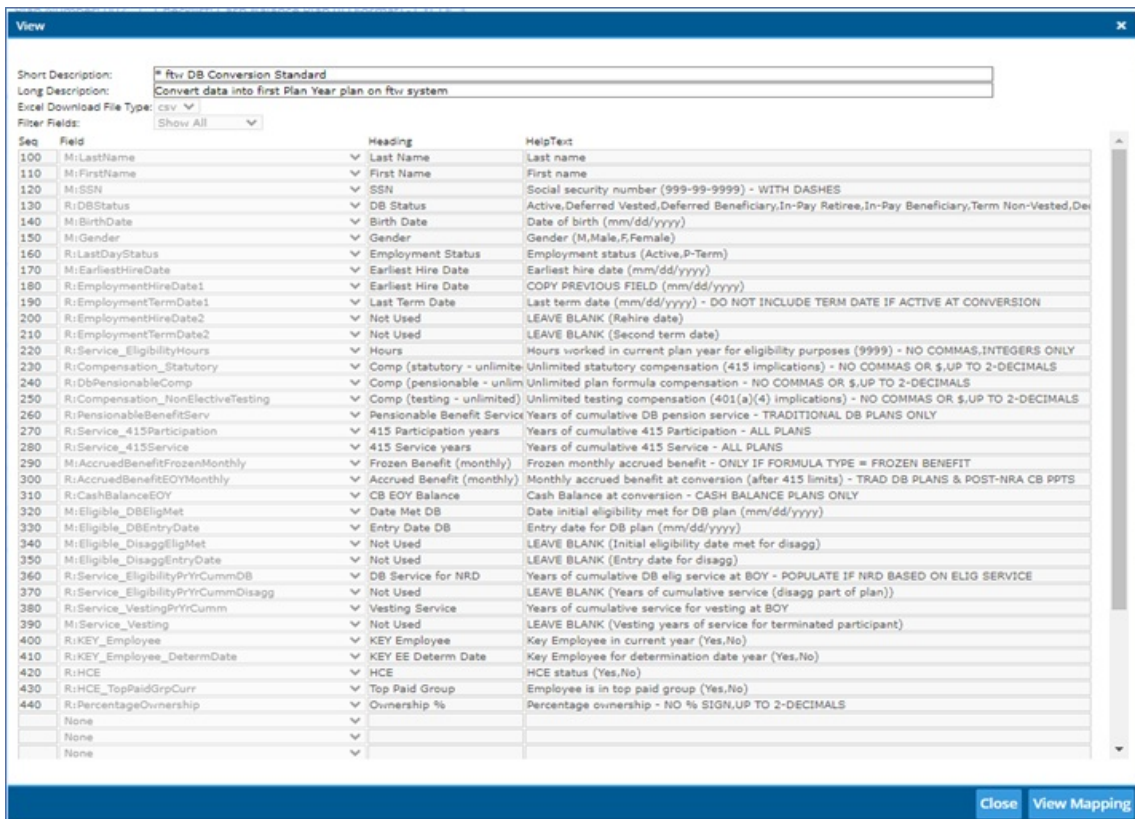 View
Short Description: * ftw DB Conversion Standard
Long Description: Convert data into first Plan Year plan on ftw system
Excel Download File Type: csv
Filter Fields: Show All
Seq Field Heading HelpText
100 M:LastName Last Name Last name
110 M:FirstName First Name First name
120 M:SSN SSN Social security number (999-99-9999) - WITH DASHES
130 R:DBStatus DB Status Active,Deferred Vested,Deferred Beneficiary,In-Pay Retiree,In-Pay Beneficiary,Term Non-Vested,De
140 M:BirthDate Birth Date Date of birth (mm/dd/yyyy)
150 M:Gender Gender Gender (M,Male,F,Female)
160 R:LastDayStatus Employment Status Employment status (Active,P-Term)
170 M:EarliestHireDate Earliest Hire Date Earliest hire date (mm/dd/yyyy)
180 R:EmploymentHireDate1 Earliest Hire Date COPY PREVIOUS FIELD (mm/dd/yyyy)
190 R:EmploymentTermDate1 Last Term Date Last term date (mm/dd/yyyy) - DO NOT INCLUDE TERM DATE IF ACTIVE AT CONVERSION
200 R:EmploymentHireDate2 Not Used LEAVE BLANK (Rehire date)
210 R:EmploymentTermDate2 Not Used LEAVE BLANK (Second term date)
220 R:Service_EligibilityHours Hours Hours worked in current plan year for eligibility purposes (9999) - NO COMMAS,INTEGERS ONLY
230 R:Compensation_Statutory Comp (statutory - unlimite Unlimited statutory compensation (415 implications) - NO COMMAS OR $,UP TO 2-DECIMALS
240 R:DbPensionableComp Comp (pensionable - unlim Unlimited plan formula compensation - NO COMMAS OR $,UP TO 2-DECIMALS
250 R:Compensation_NonElectiveTesting Comp (testing - unlimited) Unlimited testing compensation (401(a)(4) implications) - NO COMMAS OR $,UP TO 2-DECIMALS
260 R:PensionableBenefitServ Pensionable Benefit Service Years of cumulative DB pension service - TRADITIONAL DB PLANS ONLY
270 R:Service_415Participation 415 Participation years Years of cumulative 415 Participation - ALL PLANS
280 R:Service_415Service 415 Service years Years of cumulative 415 Service - ALL PLANS
290 M:AccruedBenefitFrozenMonthly Frozen Benefit (monthly) Frozen monthly accrued benefit - ONLY IF FORMULA TYPE = FROZEN BENEFIT
300 R:AccruedBenefitEOYMonthly Accrued Benefit (monthly) Monthly accrued benefit at conversion (after 415 limits) - TRAD DB PLANS & POST-NRA CB PPTS
310 R:CashBalanceEOY CB EOY Balance Cash Balance at conversion - CASH BALANCE PLANS ONLY
320 M:Eligible_DBEligMet Date Met DB Date initial eligibility met for DB plan (mm/dd/yyyy)
330 M:Eligible_DBEntryDate Entry Date DB Entry date for DB plan (mm/dd/yyyy)
340 M:Eligible_DisaggEligMet Not Used LEAVE BLANK (Initial eligibility date met for disagg)
350 M:Eligible_DisaggEntryDate Not Used LEAVE BLANK (Entry date for disagg)
360 R:Service_EligibilityPrYrCummDB DB Service for NRD Years of cumulative DB elig service at BOY - POPULATE IF NRD BASED ON ELIG SERVICE
370 R:Service_EligibilityPrYrCummDisagg Not Used LEAVE BLANK (Years of cumulative service (disagg part of plan))
380 R:Service_VestingPrYrCumm Vesting Service Years of cumulative service for vesting at BOY
390 M:Service_Vesting Not Used LEAVE BLANK (Vesting years of service for terminated participant)
400 R:KEY_Employee KEY Employee Key Employee in current year (Yes,No)
410 R:KEY_Employee_DetermDate KEY EE Determ Date Key Employee for determination date year (Yes,No)
420 R:HCE HCE HCE status (Yes,No)
430 R:HCE_TopPaidGrpCurr Top Paid Group Employee is in top paid group (Yes,No)
440 R:PercentageOwnership Ownership % Percentage ownership - NO % SIGN,UP TO 2-DECIMALS
None
None
None
Close View Mapping